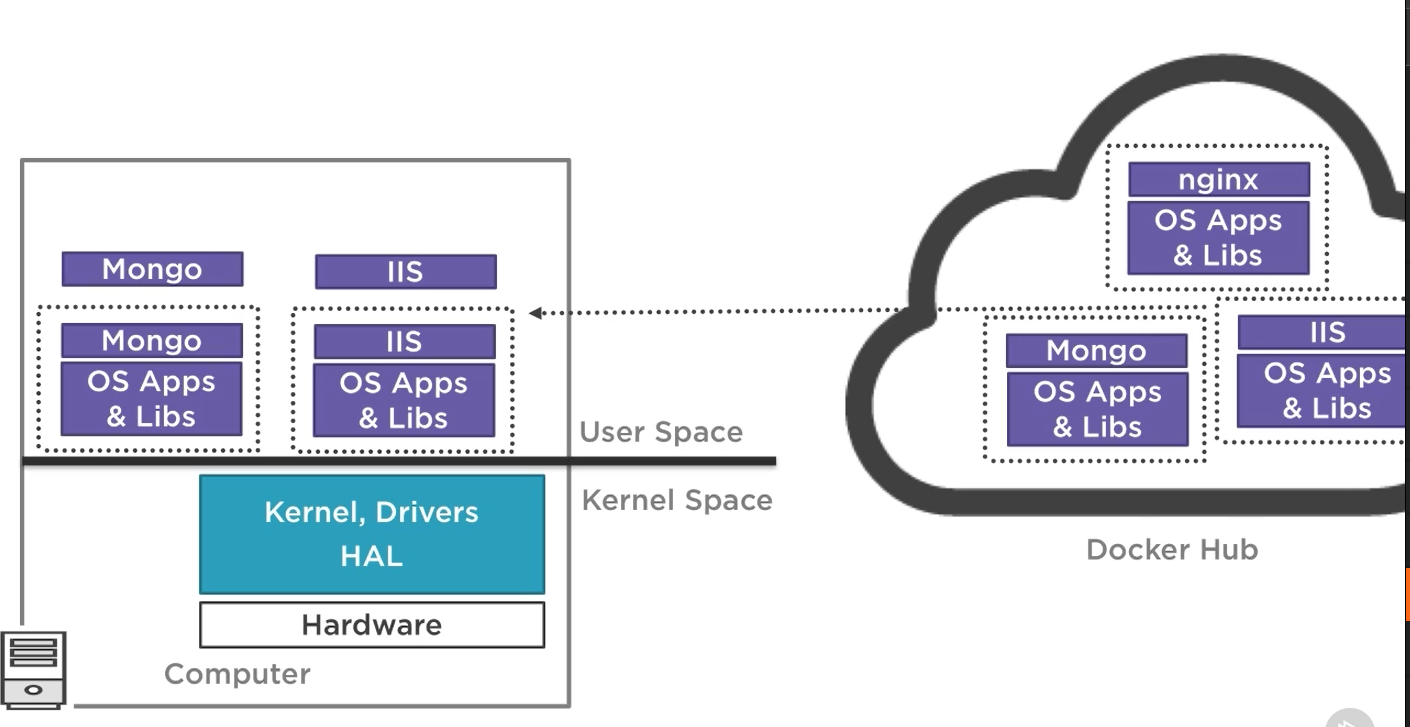 nginx
OS Apps
& Libs
Mongo
IIS
Mongo
OS Apps
& Libs
IIS
OS Apps
& Libs
Mongo
OS Apps
& Libs
IIS
OS Apps
& Libs
User Space
Kernel Space
Kernel, Drivers
HAL
Hardware
Computer
Docker Hub